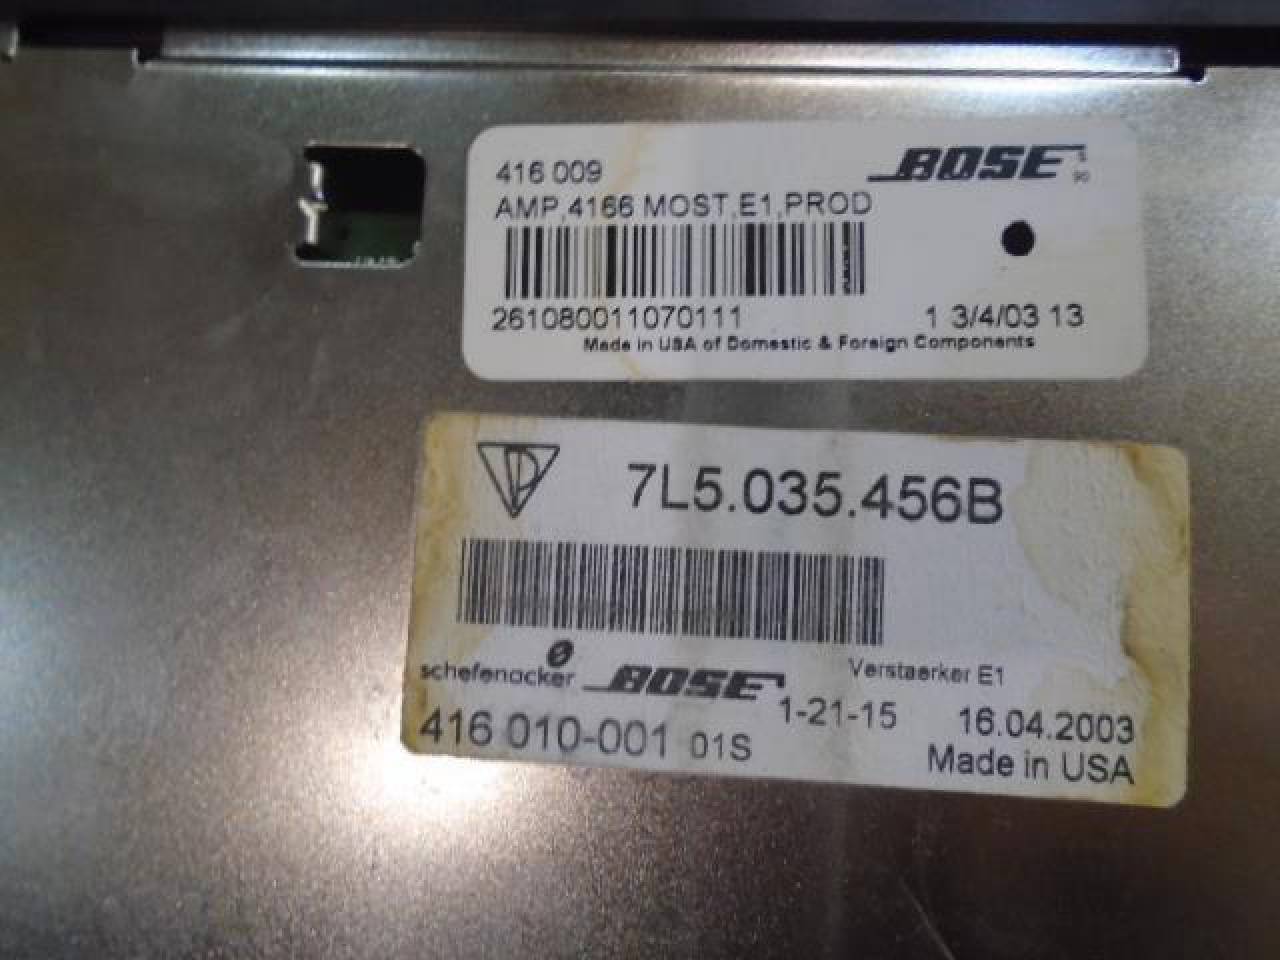 416 009
BOSE
AMP,4166 MOST,E1,PROD
261080011070111
1 3/4/03 13
Made in USA of Domestic & Foreign Components
7L5.035.456B
schefenacker
BOSE
Verstaerker E1
416 010-001 01S
1-21-15
16.04.2003
Made in USA